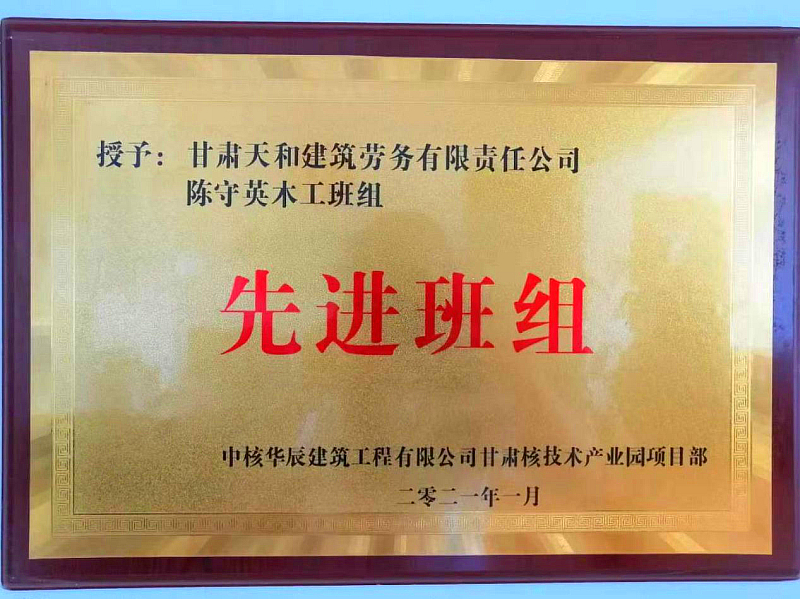 授予：甘肃天和建筑劳务有限责任公司
陈守英木工班组
先进班组
中核华辰建筑工程有限公司甘肃核技术产业园项目部
二零二一年一月